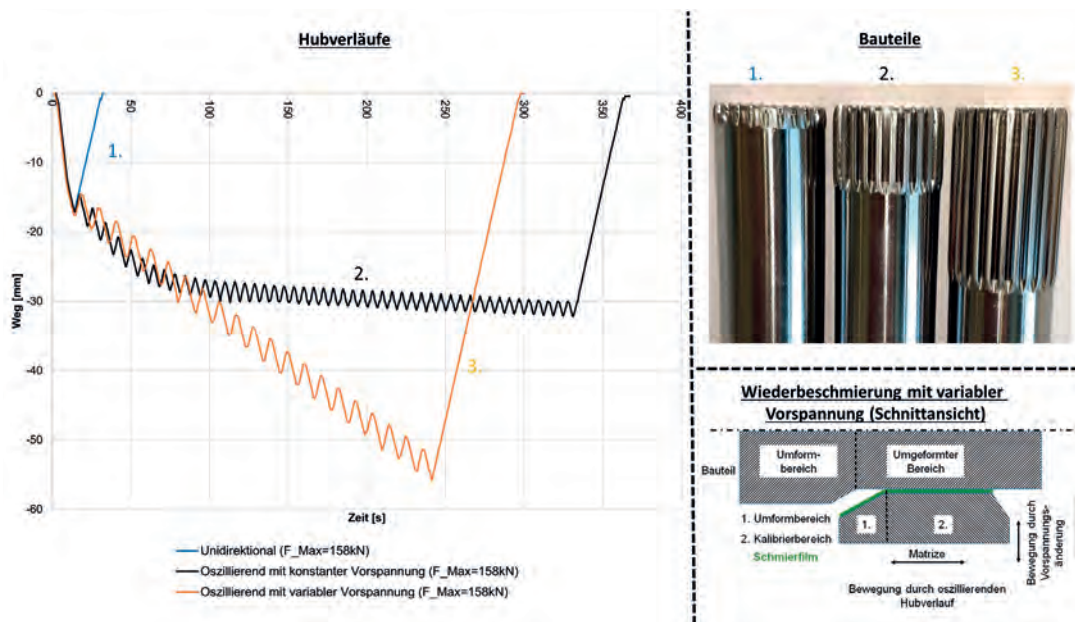 Hubverläufe
0
0
50
100
150
200
250
300
350
400
-10
-20
-30
-40
-50
-60
Weg [mm]
1.
2.
3.
Zeit [s]
Unidirektional (F_Max=158kN)
Oszillierend mit konstanter Vorspannung (F_Max=158kN)
Oszillierend mit variabler Vorspannung (F_Max=158kN)
Bauteile
1.
2.
3.
Wiederbeschmierung mit variabler
Vorspannung (Schnittansicht)
Bauteil
Umform-
bereich
Umgeformter
Bereich
1. Umformbereich
2. Kalibrierbereich
Schmierfilm
1.
2.
Matrize
Bewegung durch oszillierenden
Hubverlauf
Bewegung durch
Vorspannungs-
änderung